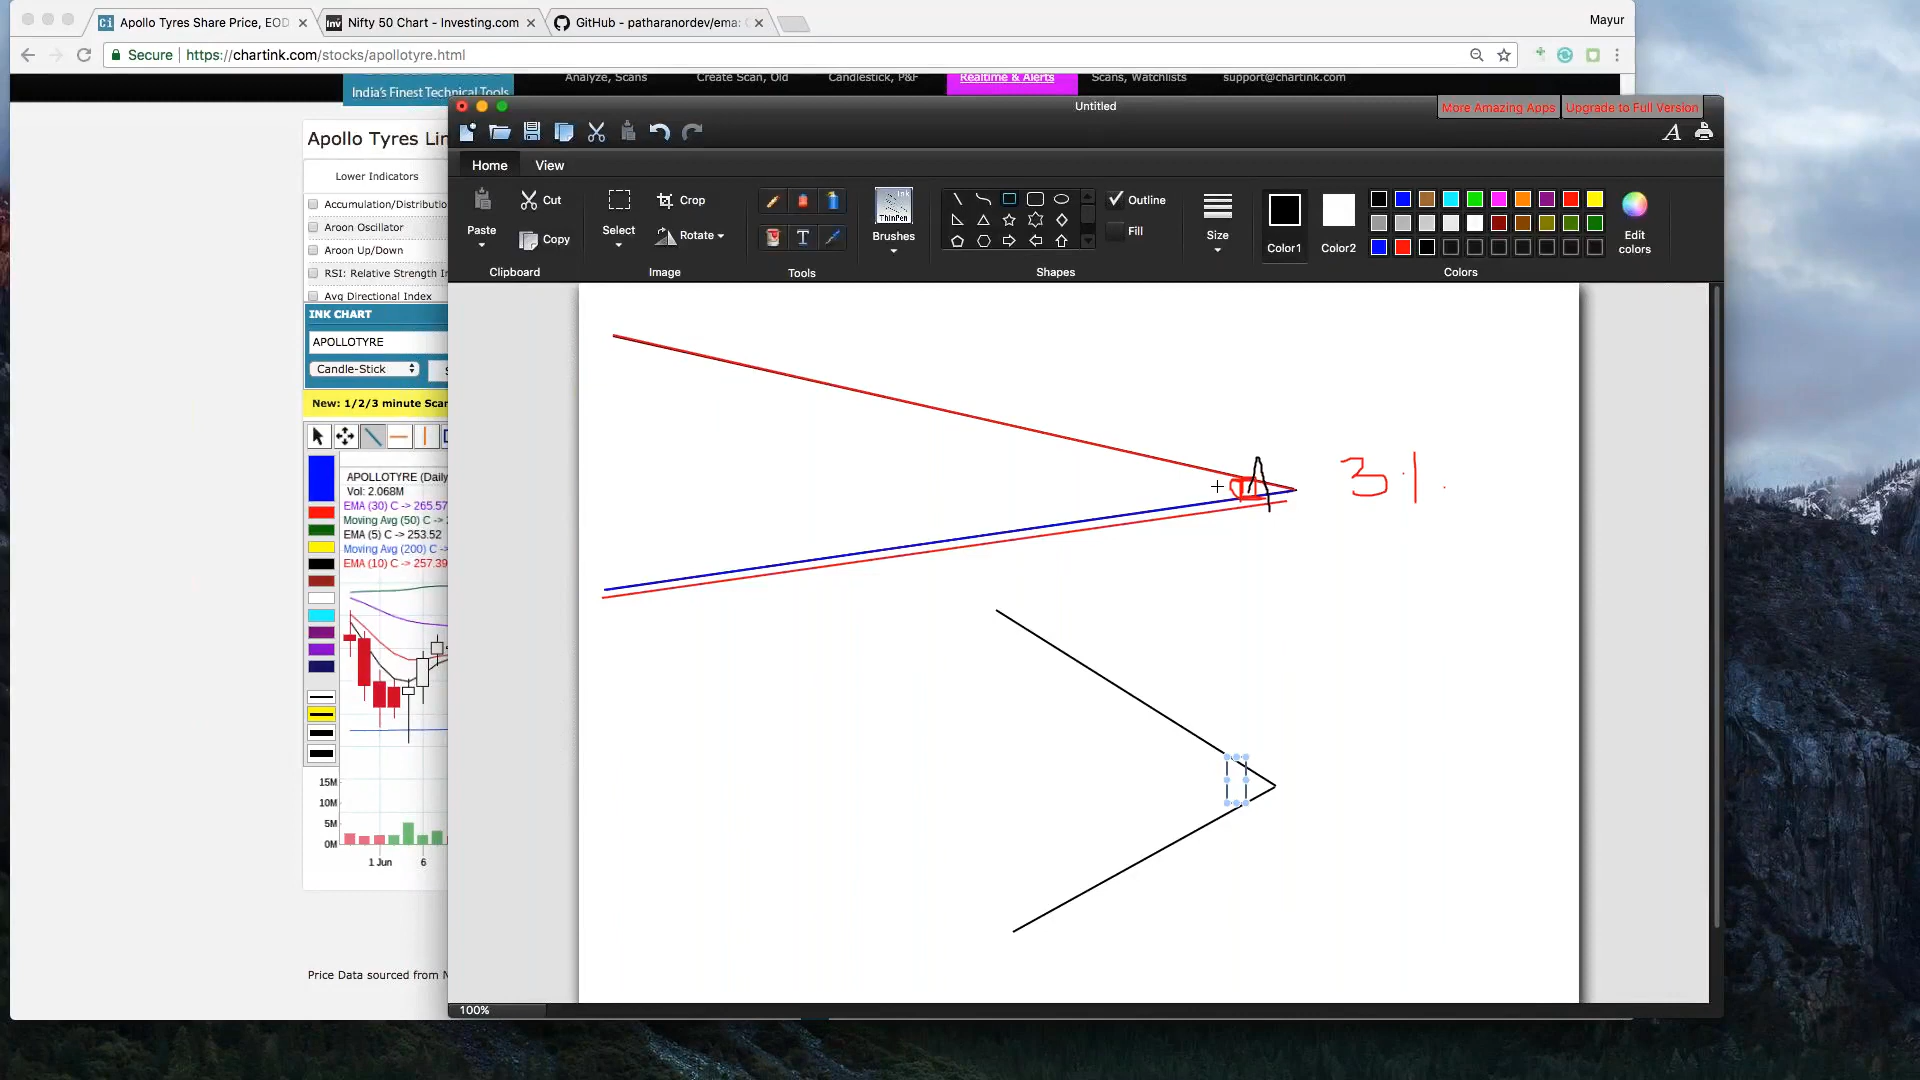 Apollo Tyres Share Price, EOD
Nifty 50 Chart - Investing.com
GitHub - patharanordev/ema:
Mayur
Secure https://chartink.com/stocks/apollotyre.html
India's Finest Technical Tools
Analyze, Scans
Create Scan, Old
Candlestick, P&F
Realtime & Alerts
Scans, Watchlists
support@chartink.com
Untitled
More Amazing Apps
Upgrade to Full Version
Home
View
Paste
Cut
Copy
Clipboard
Select
Crop
Rotate
Image
Tools
ink
ThinPen
Brushes
Shapes
Outline
Fill
Size
Color1
Color2
Edit colors
Colors
Apollo Tyres Lin
Lower Indicators
Accumulation/Distributio
Aroon Oscillator
Aroon Up/Down
RSI: Relative Strength In
Avg Directional Index
INK CHART
APOLLOTYRE
Candle-Stick
New: 1/2/3 minute Scan
APOLLOTYRE (Daily
Vol: 2.068M
EMA (30) C -> 265.57
Moving Avg (50) C ->
EMA (5) C -> 253.52
Moving Avg (200) C
EMA (10) C -> 257.39
15M
10M
5M
0M
1 Jun
6
Price Data sourced from N
A
31
100%